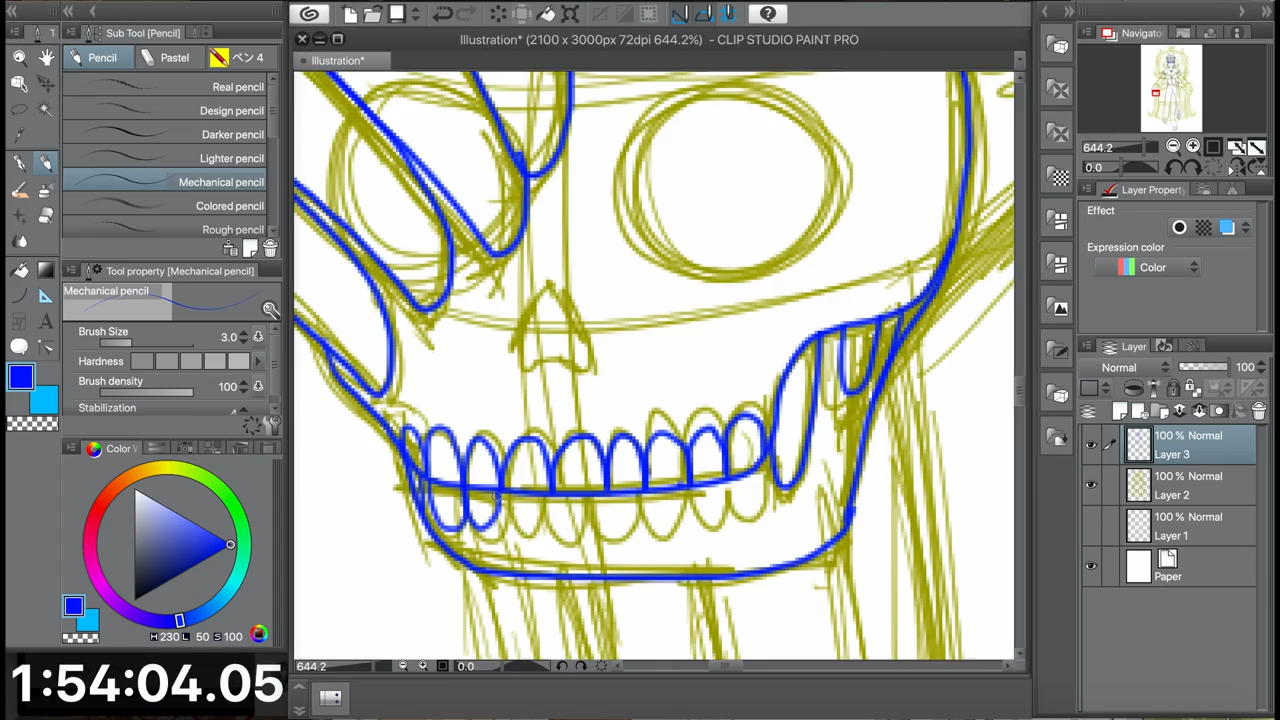 Illustration* (2100 x 3000px 72dpi 644.2%) - CLIP STUDIO PAINT PRO
Illustration*
Sub Tool [Pencil]
Pencil
Pastel
ペン 4
Real pencil
Design pencil
Darker pencil
Lighter pencil
Mechanical pencil
Colored pencil
Rough pencil
Tool property [Mechanical pencil]
Mechanical pencil
Brush Size
3.0
Hardness
Brush density
100
Stabilization
Color
H 230 L 50 S 100
1:54:04.05
644.2
0.0
Navigato
644.2
0.0
Layer Property
Effect
Expression color
Color
Layer
Normal
100
100 % Normal
Layer 3
100 % Normal
Layer 2
100 % Normal
Layer 1
Paper